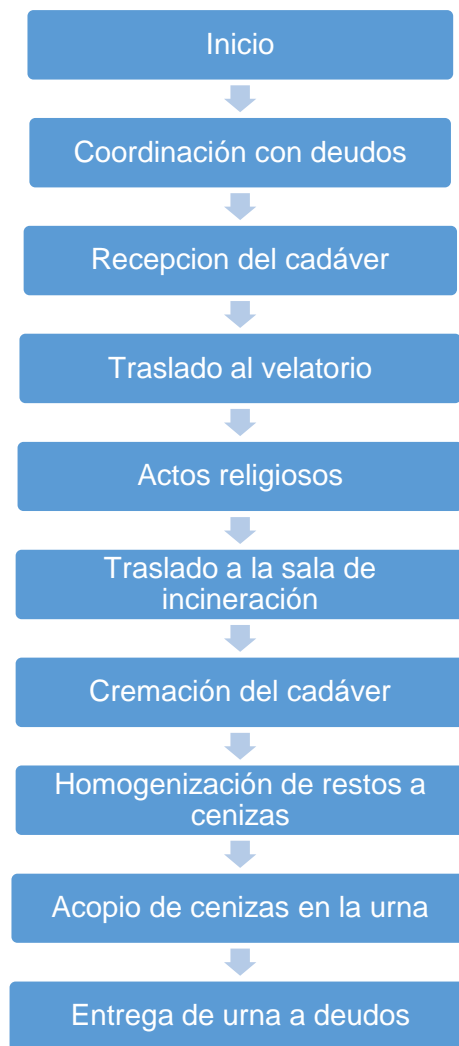 Inicio
Coordinación con deudos
Recepcion del cadáver
Traslado al velatorio
Actos religiosos
Traslado a la sala de
incineración
Cremación del cadáver
Homogenización de restos a
cenizas
Acopio de cenizas en la urna
Entrega de urna a deudos